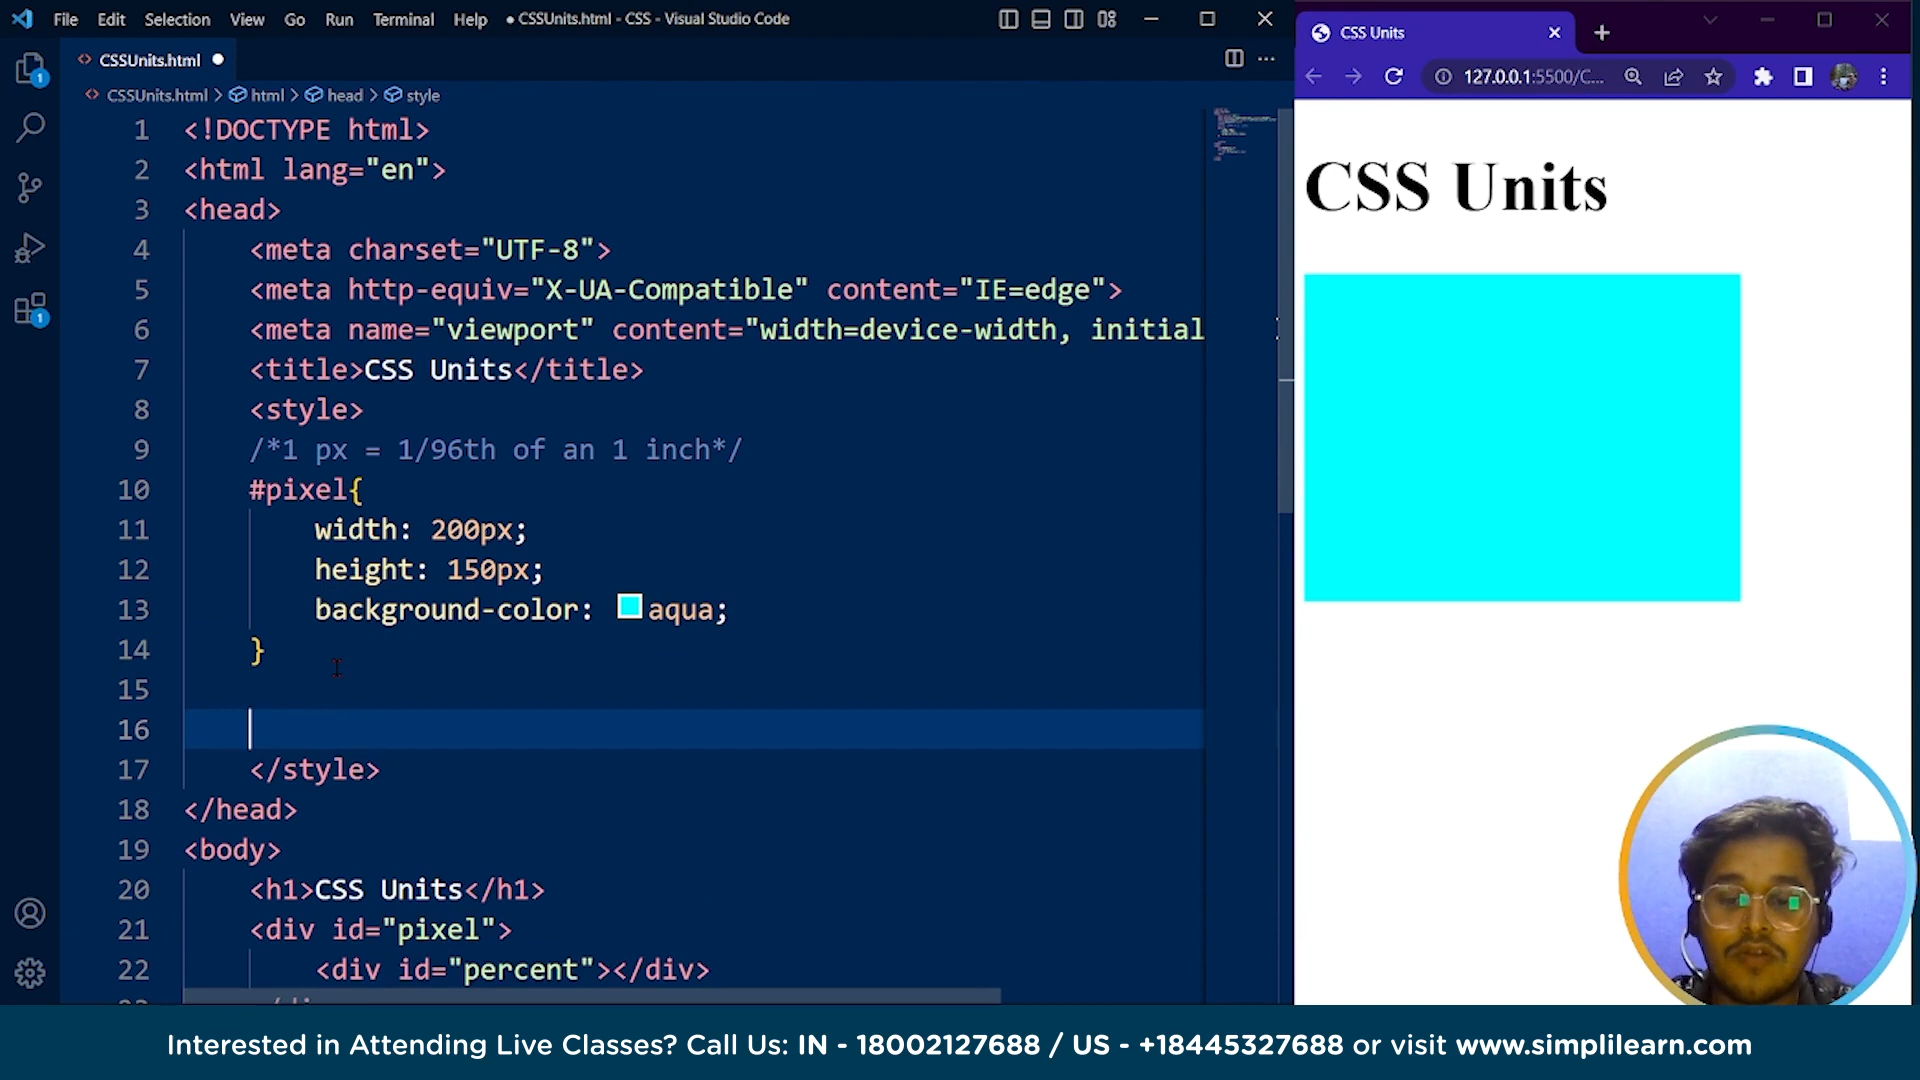 File Edit Selection View Go Run Terminal Help ● CSSUnits.html - CSS - Visual Studio Code
CSSUnits.html
CSSUnits.html > html > head > style
1 <!DOCTYPE html>
2 <html lang="en">
3 <head>
4 <meta charset="UTF-8">
5 <meta http-equiv="X-UA-Compatible" content="IE=edge">
6 <meta name="viewport" content="width=device-width, initial
7 <title>CSS Units</title>
8 <style>
9 /*1 px = 1/96th of an 1 inch*/
10 #pixel{
11 width: 200px;
12 height: 150px;
13 background-color: aqua;
14 }
15
16
17 </style>
18 </head>
19 <body>
20 <h1>CSS Units</h1>
21 <div id="pixel">
22 <div id="percent"></div>
1
1
CSS Units
127.0.0.1:5500/C...
CSS Units
Interested in Attending Live Classes? Call Us: IN - 18002127688 / US - +18445327688 or visit www.simplilearn.com